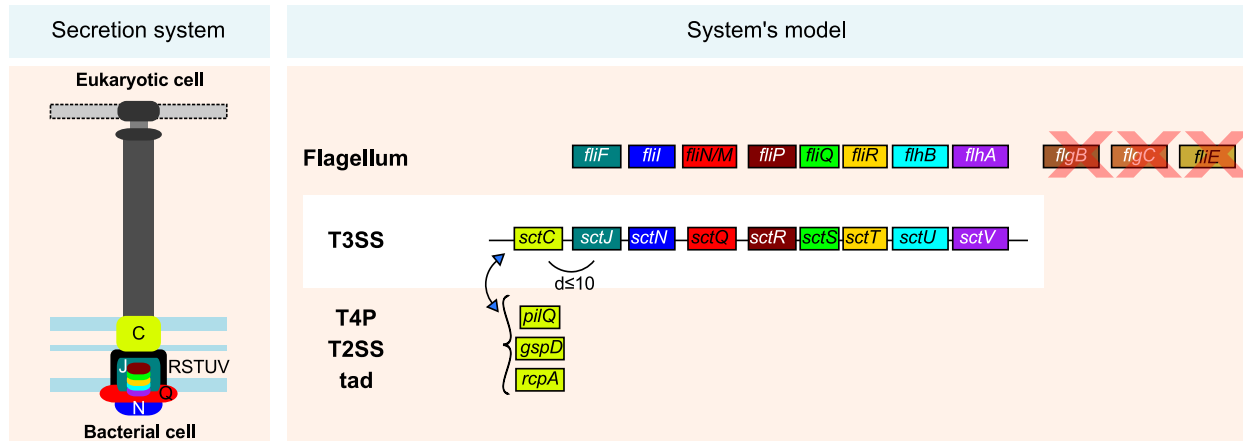 Secretion system
System's model
Eukaryotic cell
C
J
RSTUV
Q
N
Bacterial cell
Flagellum fliF fliI fliN/M fliP fliQ fliR flhB flhA flgB flgC fliE
T3SS sctC sctJ sctN sctQ sctR sctS sctT sctU sctV
d≤10
T4P pilQ
T2SS gspD
tad rcpA